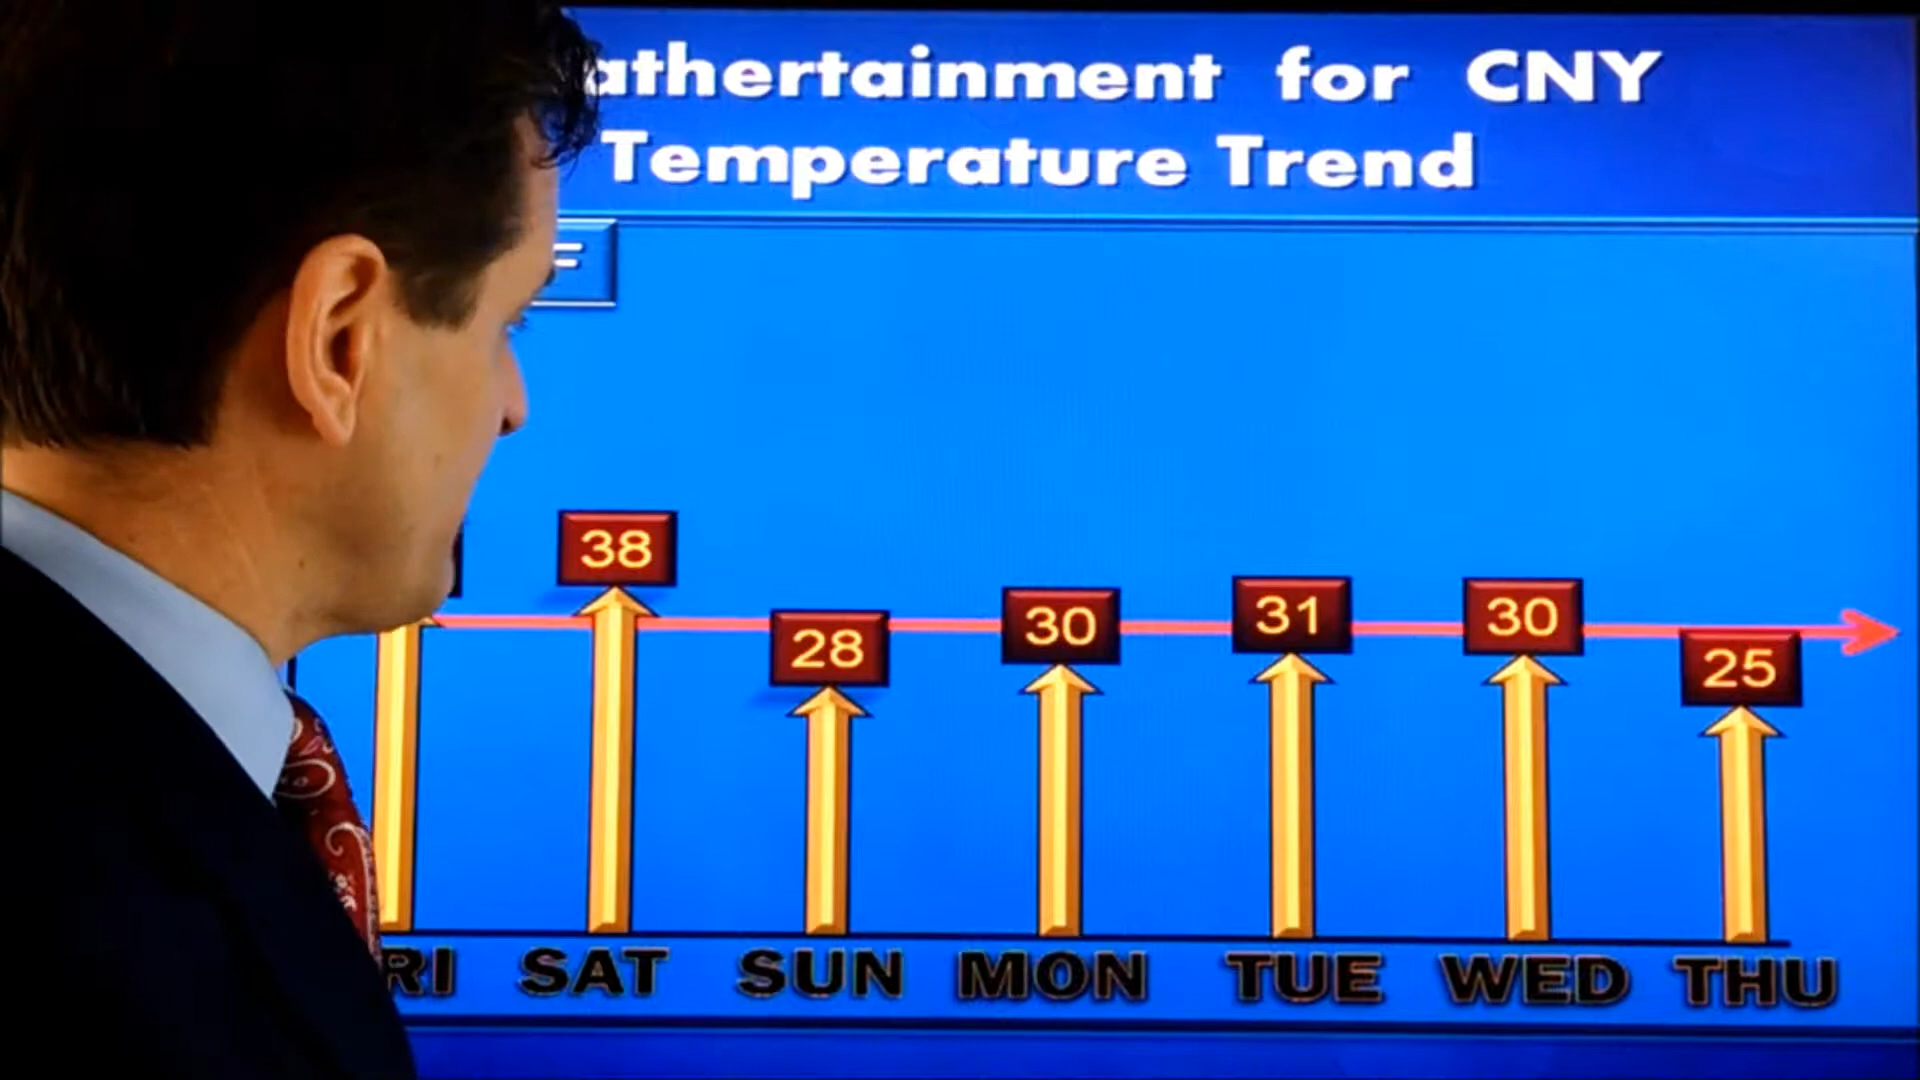 athertainment for CNY
Temperature Trend
F
38
28
30
31
30
25
RI SAT SUN MON TUE WED THU